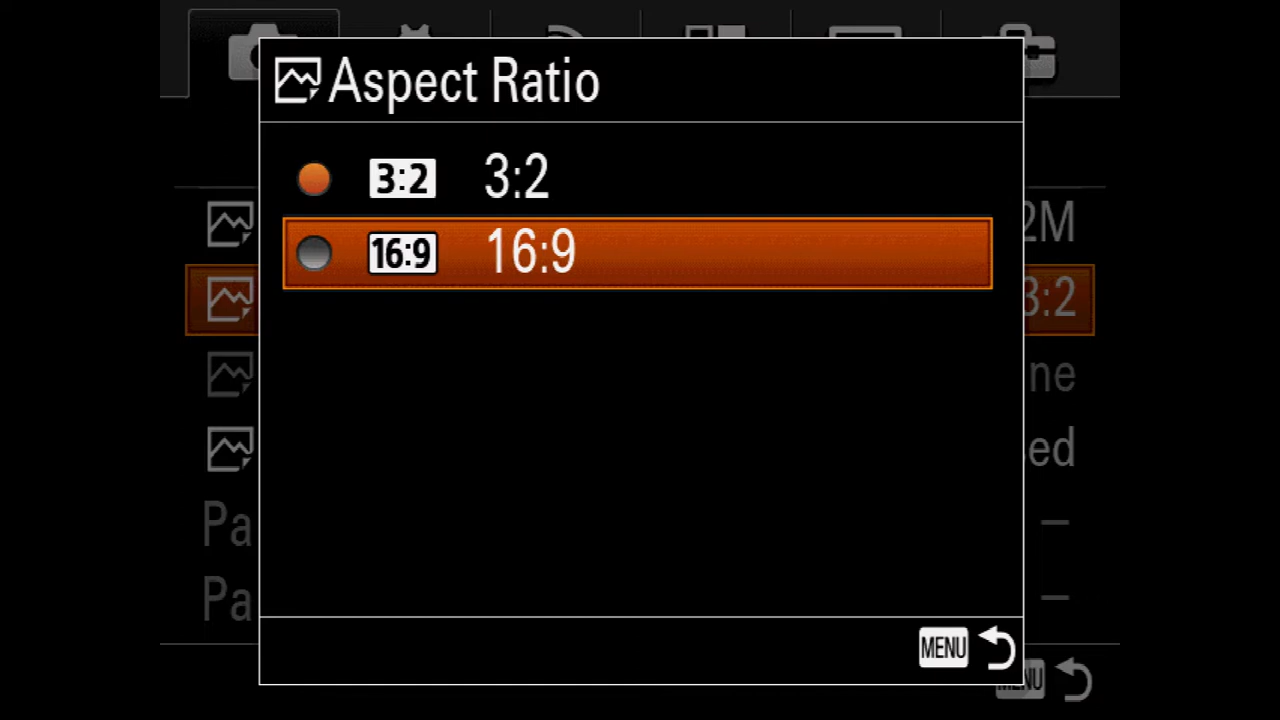 Aspect Ratio
3:2 3:2
16:9 16:9
2M
3:2
ne
ed
Pa –
Pa –
MENU